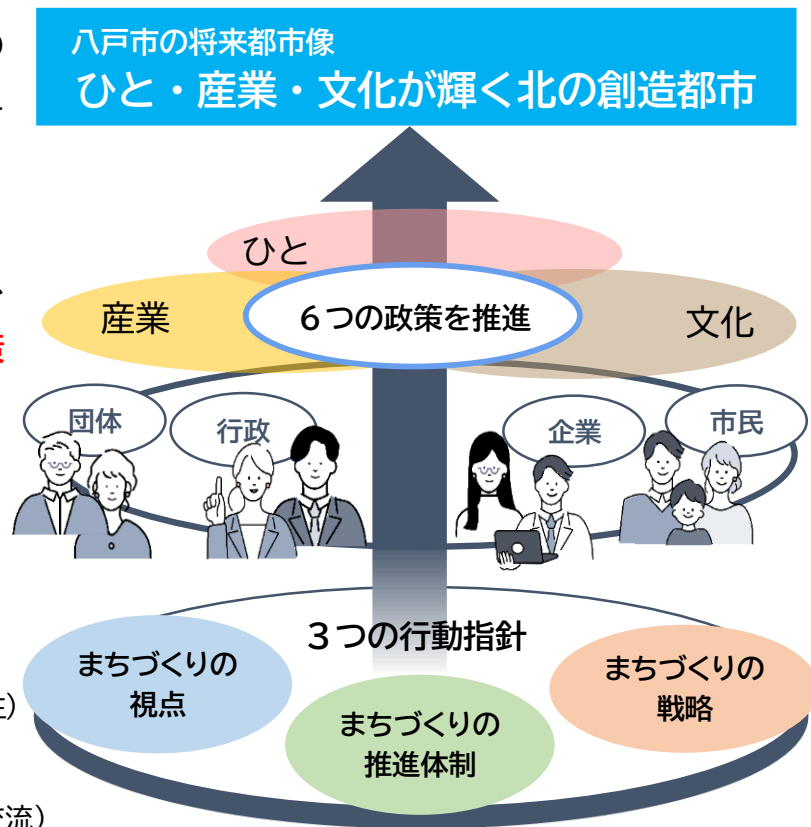 八戸市の将来都市像
ひと・産業・文化が輝く北の創造都市
ひと
産業
6つの政策を推進
文化
団体
行政
企業
市民
3つの行動指針
まちづくりの
視点
まちづくりの
推進体制
まちづくりの
戦略